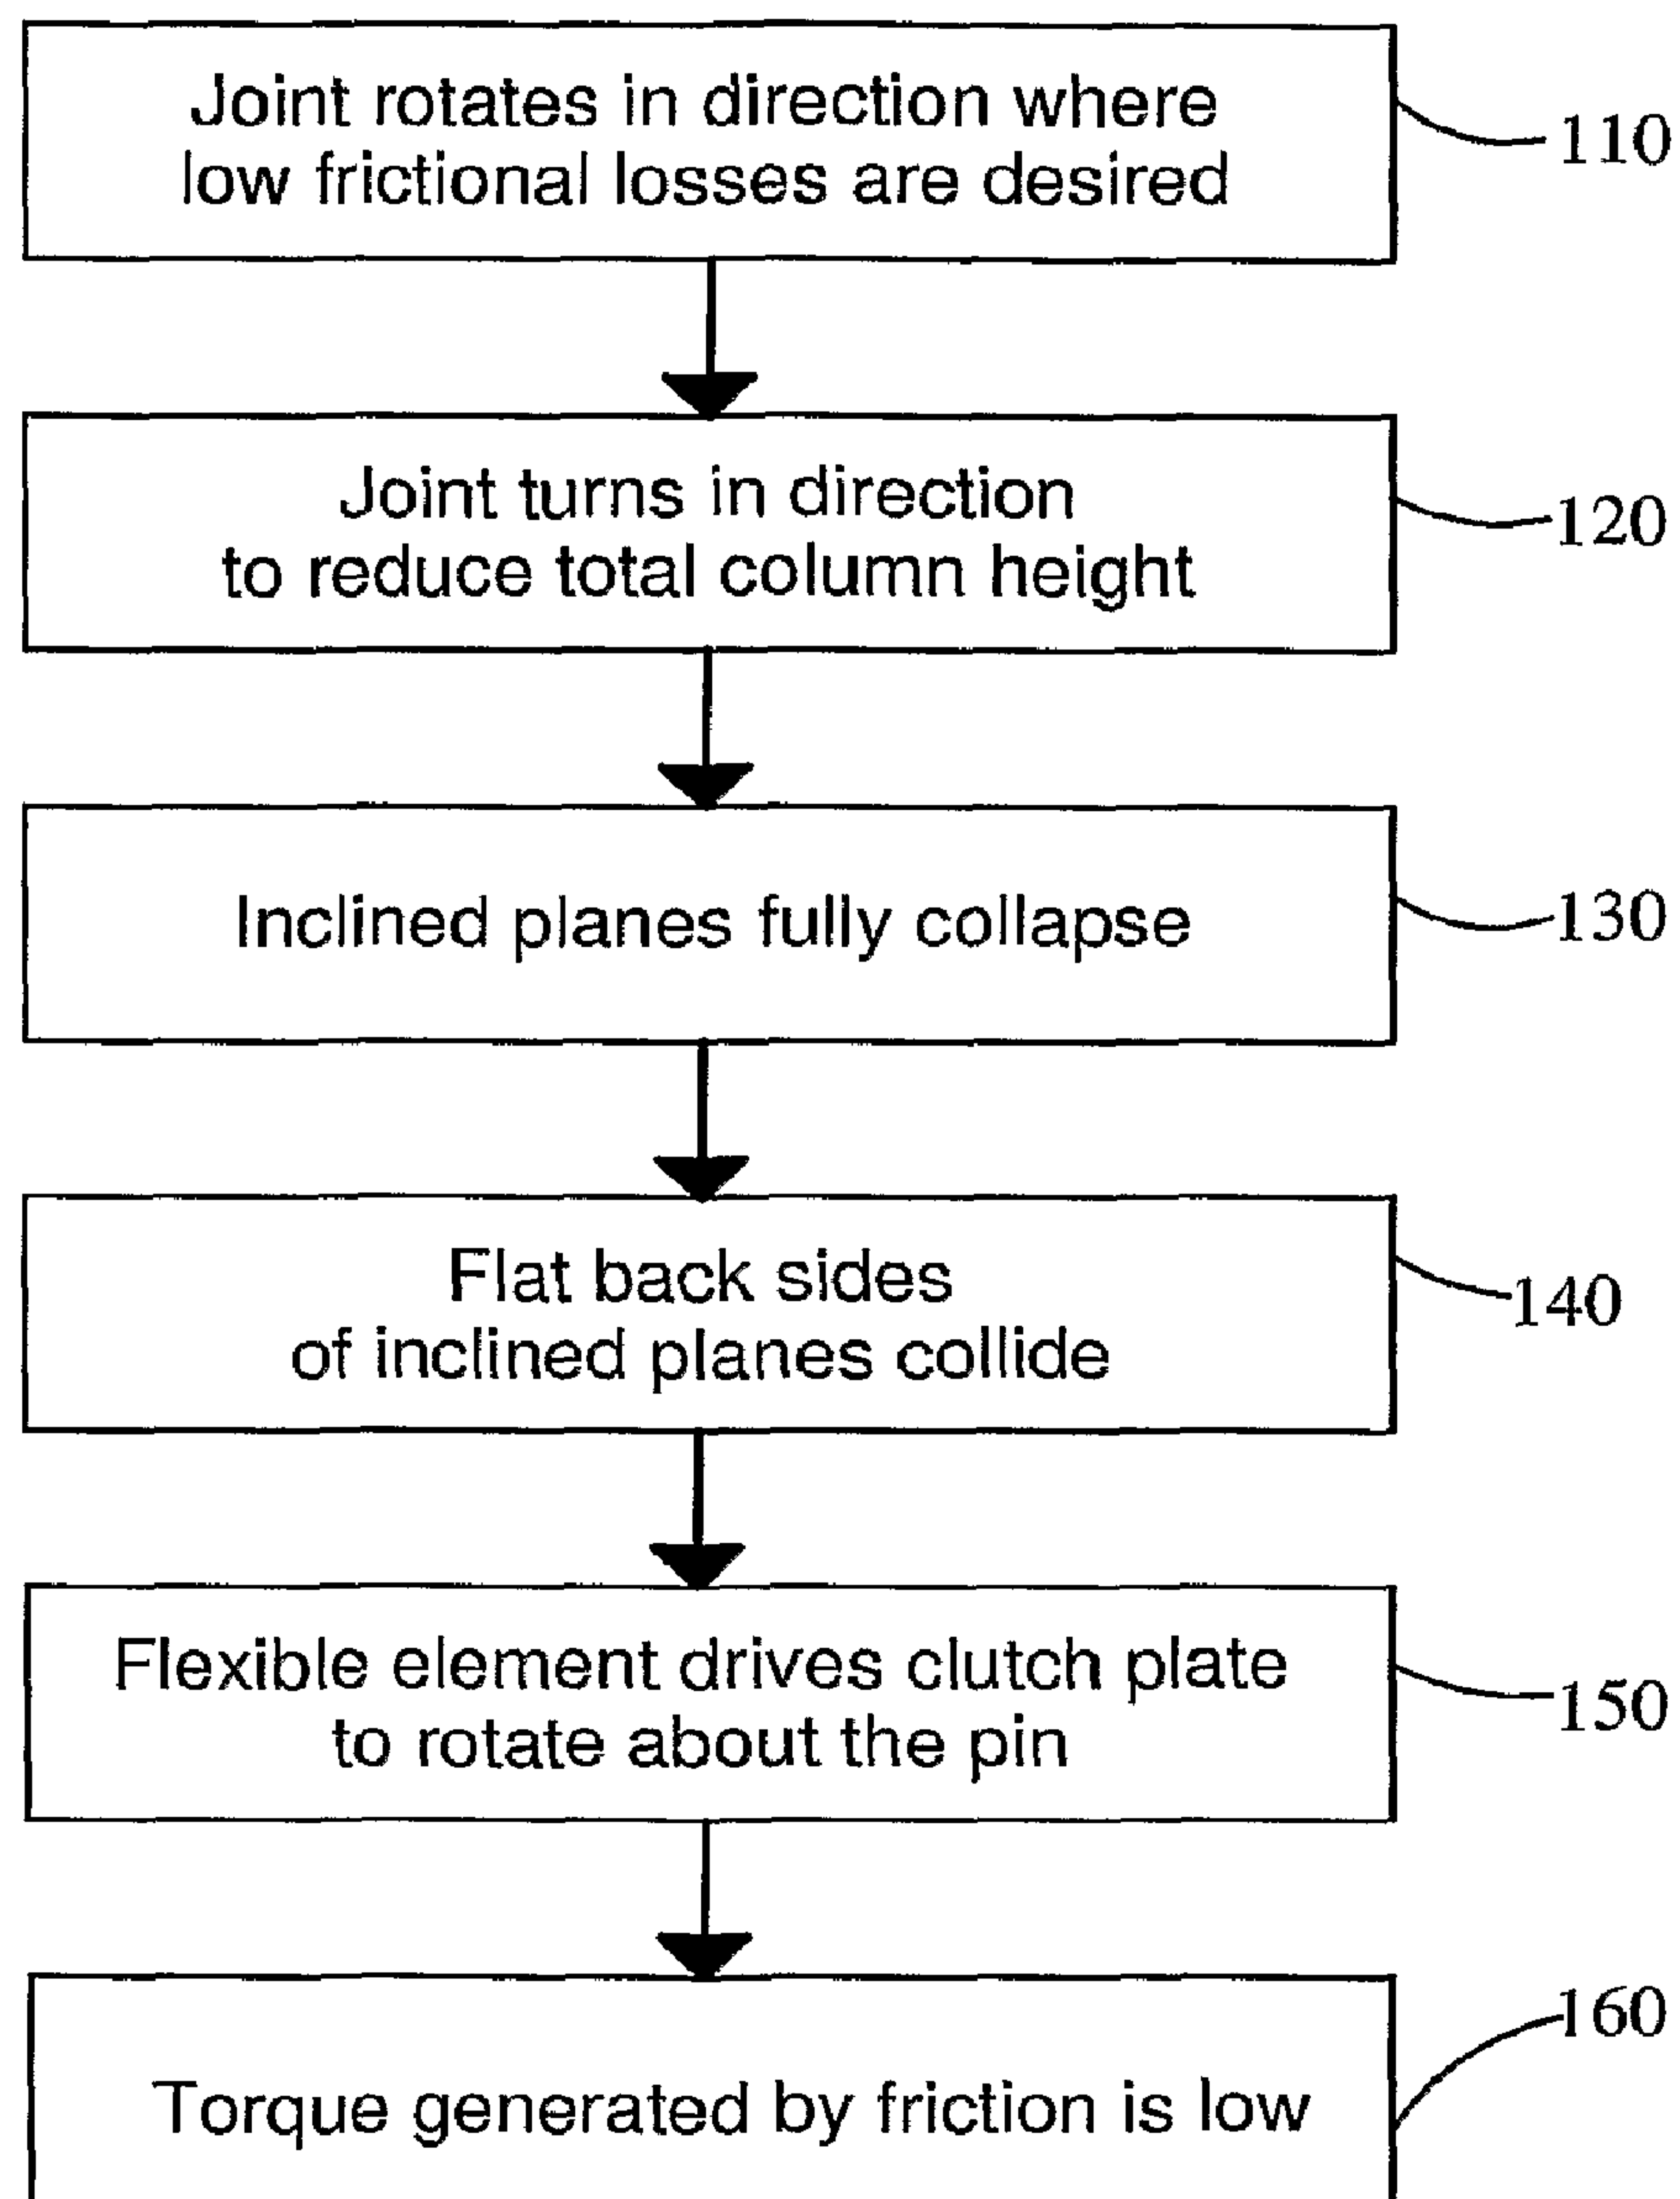 Joint rotates in direction where
low frictional losses are desired
110
Joint turns in direction
to reduce total column height
120
Inclined planes fully collapse
130
Flat back sides
of inclined planes collide
140
Flexible element drives clutch plate
to rotate about the pin
150
Torque generated by friction is low
160